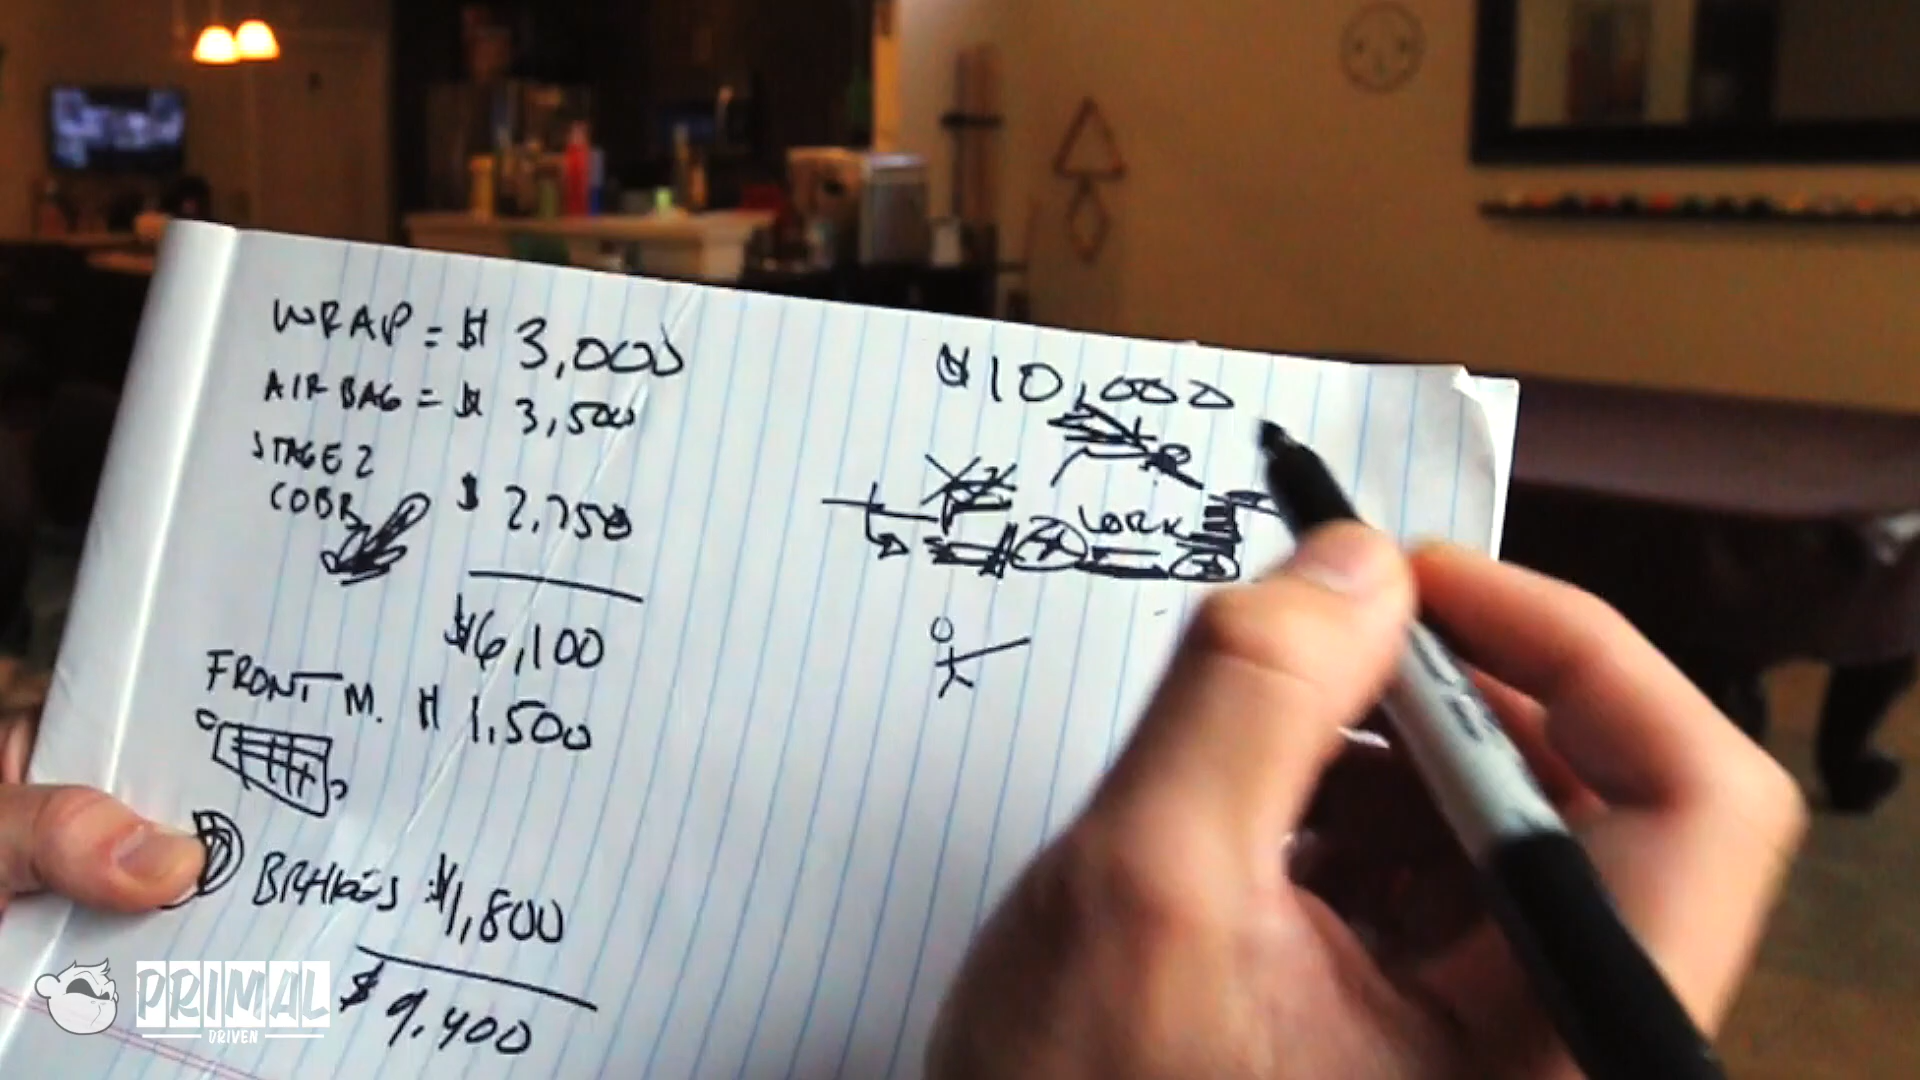 WRAP = $ 3,000
AIR BAG = $ 3,500
STAGE 2
COBR $ 2,750
$6,100
FRONT M. $ 1,500
BRAKES $1,800
$ 9,400
$10,000
WORK
PRIMAL
DRIVEN